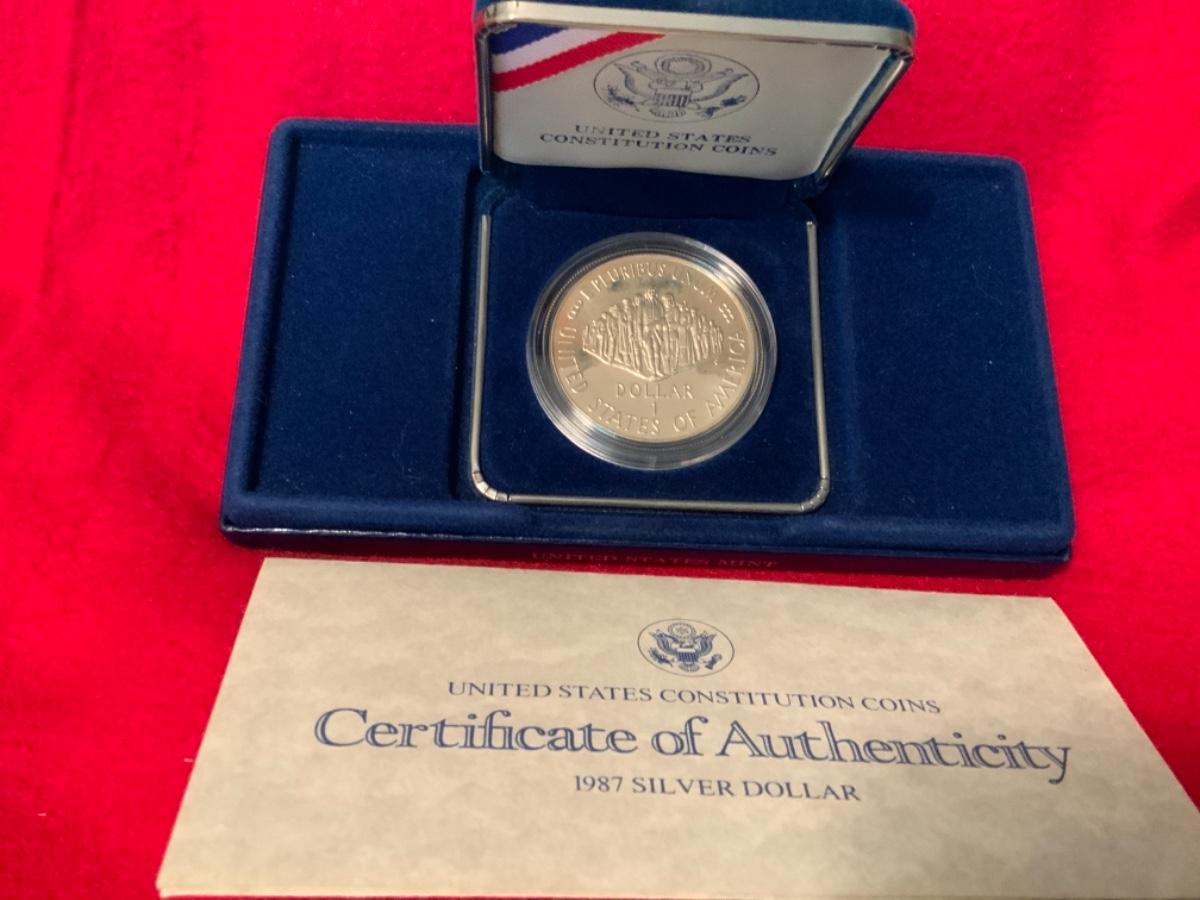 UNITED STATES
CONSTITUTION COINS
E PLURIBUS UNUM
DOLLAR
1
UNITED STATES OF AMERICA
UNITED STATES MINT
UNITED STATES CONSTITUTION COINS
Certificate of Authenticity
1987 SILVER DOLLAR